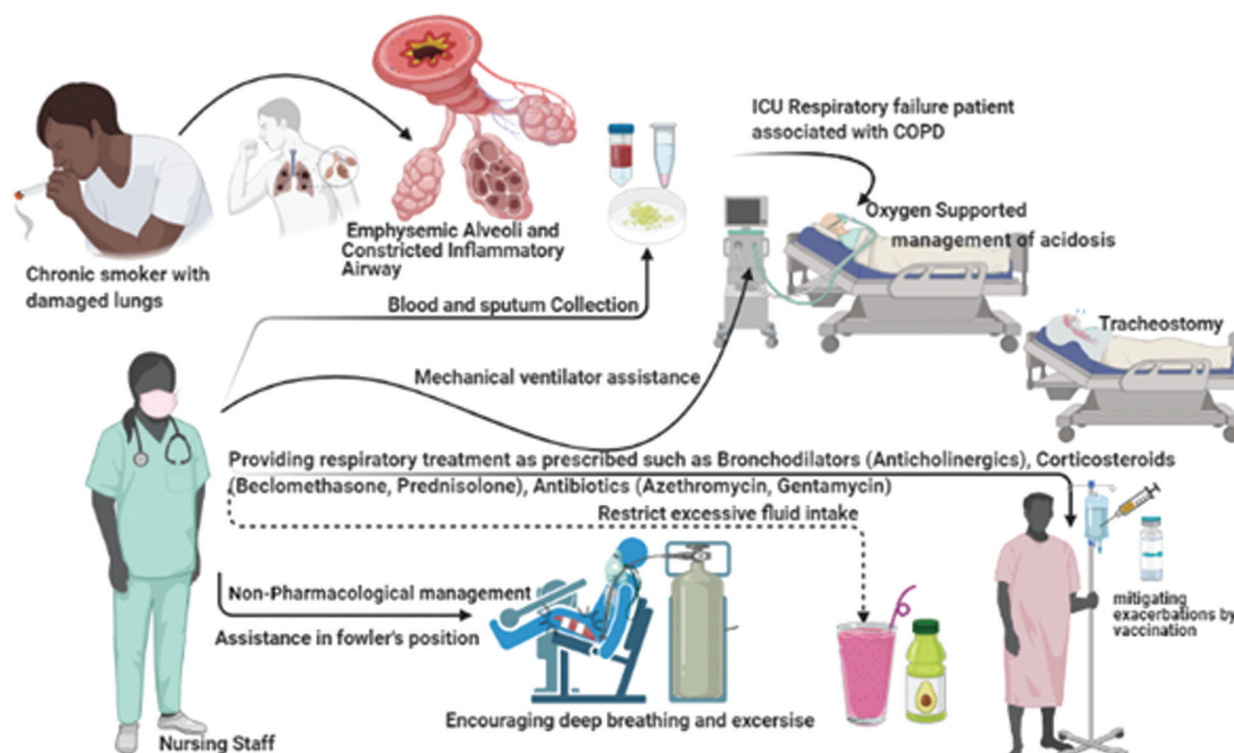 ICU Respiratory failure patient
associated with COPD
Oxygen Supported
management of acidosis
Emphysemic Alveoli and
Constricted Inflammatory
Airway
Chronic smoker with
damaged lungs
Blood and sputum Collection
Tracheostomy
Mechanical ventilator assistance
Providing respiratory treatment as prescribed such as Bronchodilators (Anticholinergics), Corticosteroids
(Beclomethasone, Prednisolone), Antibiotics (Azethromycin, Gentamycin)
Restrict excessive fluid intake
Non-Pharmacological management
Assistance in fowler's position
mitigating
exacerbations by
vaccination
Encouraging deep breathing and excersise
Nursing Staff